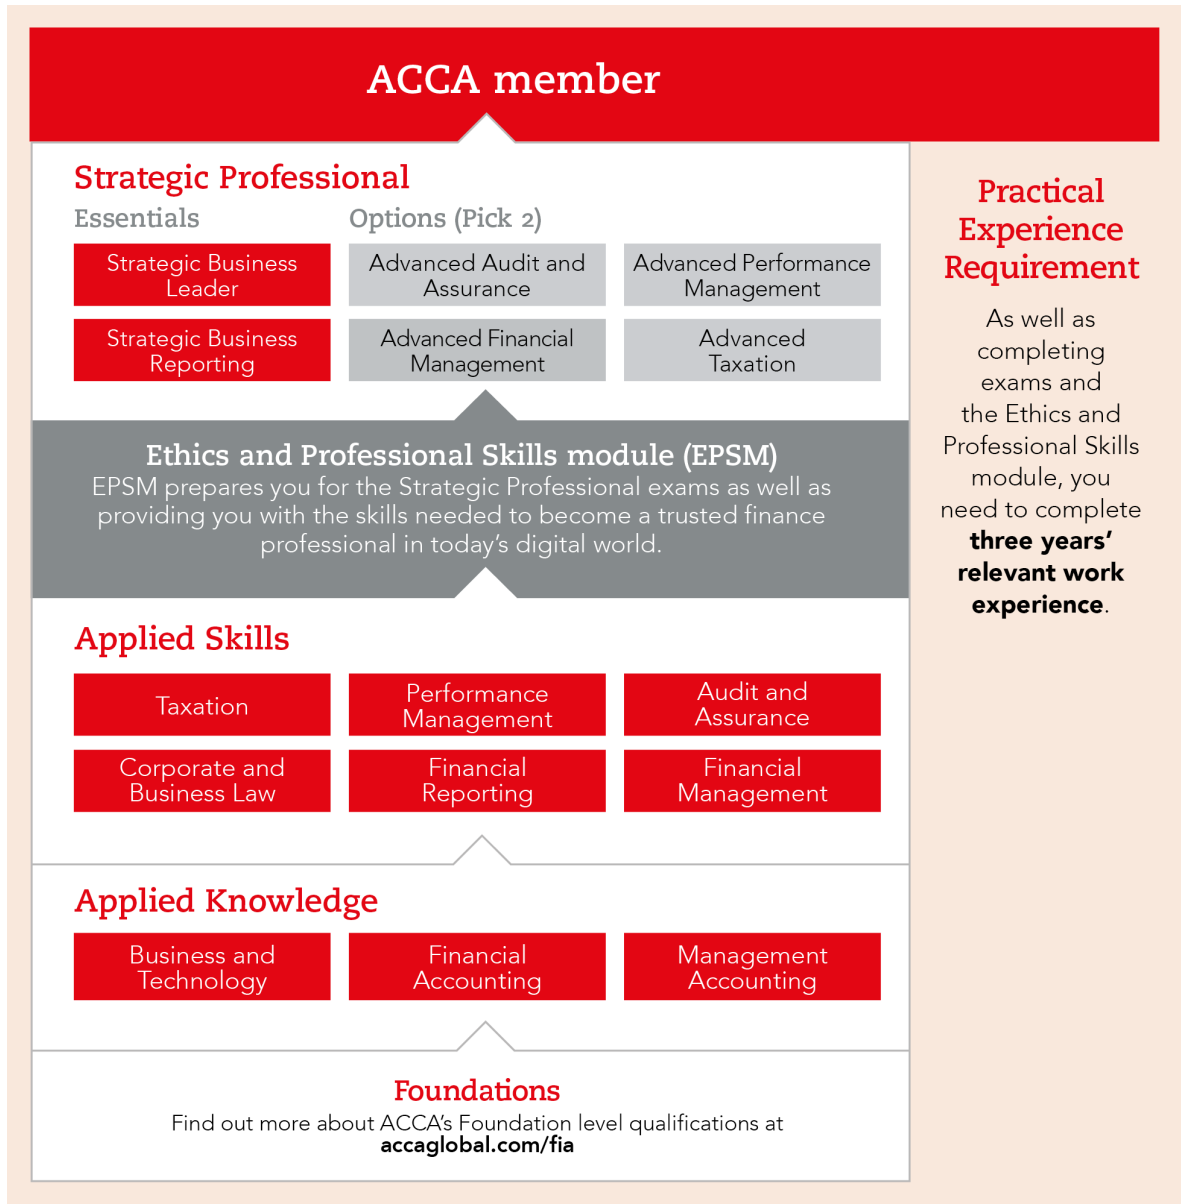 ACCA member
Strategic Professional
Essentials
Options (Pick 2)
Strategic Business
Leader
Advanced Audit and
Assurance
Advanced Performance
Management
Strategic Business
Reporting
Advanced Financial
Management
Advanced
Taxation
Ethics and Professional Skills module (EPSM)
EPSM prepares you for the Strategic Professional exams as well as
providing you with the skills needed to become a trusted finance
professional in today’s digital world.
Applied Skills
Taxation
Performance
Management
Audit and
Assurance
Corporate and
Business Law
Financial
Reporting
Financial
Management
Applied Knowledge
Business and
Technology
Financial
Accounting
Management
Accounting
Foundations
Find out more about ACCA’s Foundation level qualifications at
accaglobal.com/fia
Practical
Experience
Requirement
As well as
completing
exams and
the Ethics and
Professional Skills
module, you
need to complete
three years’
relevant work
experience.